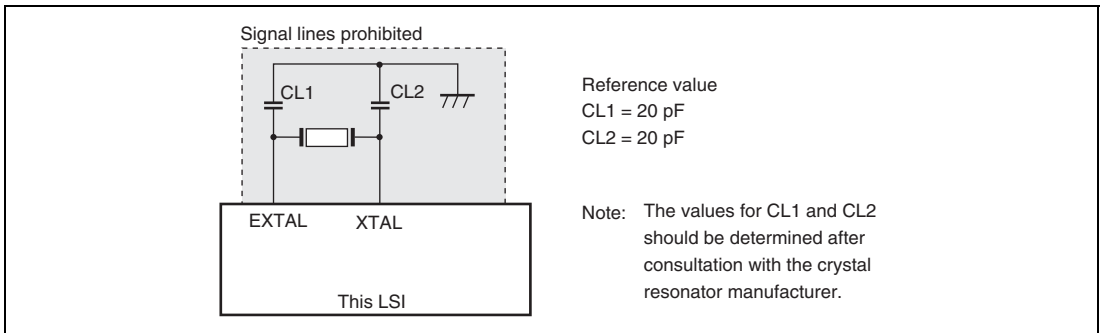 Signal lines prohibited
CL1
CL2
EXTAL
XTAL
This LSI
Reference value
CL1 = 20 pF
CL2 = 20 pF
Note: The values for CL1 and CL2
should be determined after
consultation with the crystal
resonator manufacturer.